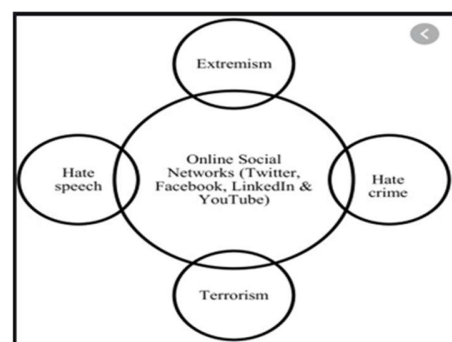 Extremism
Online Social
Networks (Twitter,
Facebook, LinkedIn &
YouTube)
Hate
speech
Hate
crime
Terrorism